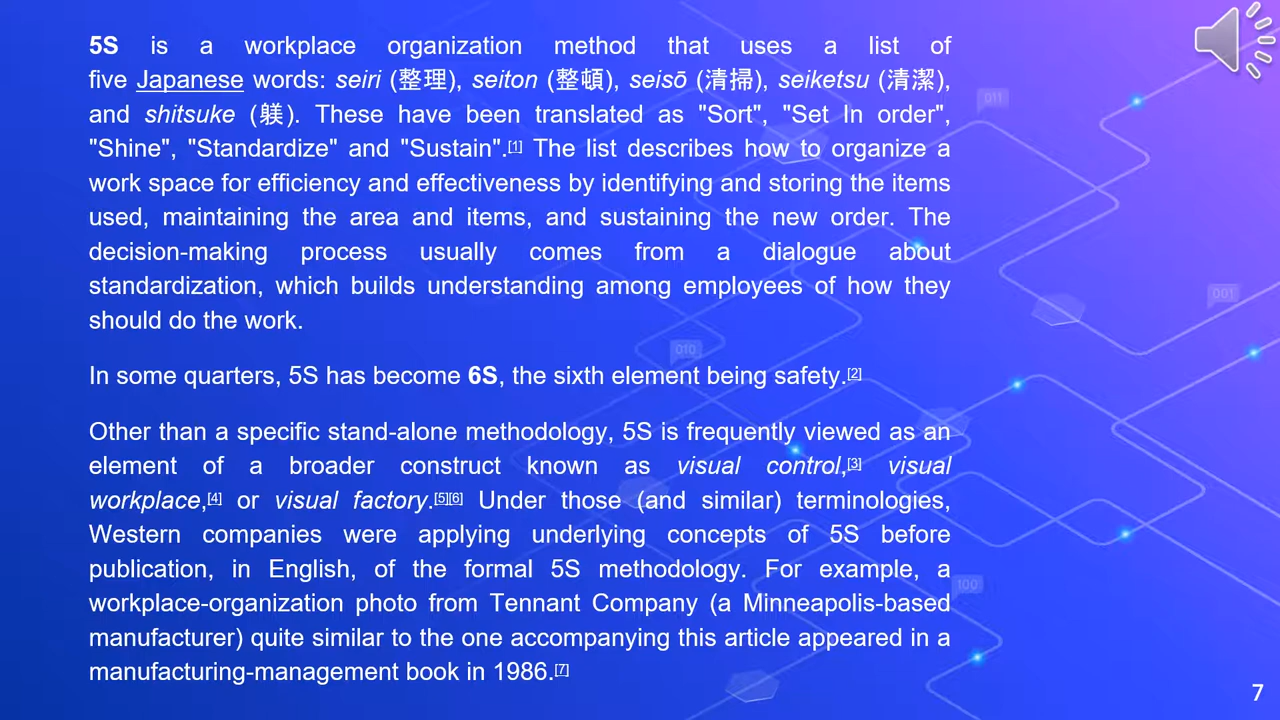 5S is a workplace organization method that uses a list of
five Japanese words: seiri (整理), seiton (整頓), seisō (清掃), seiketsu (清潔),
and shitsuke (躾). These have been translated as "Sort", "Set In order",
"Shine", "Standardize" and "Sustain".[1] The list describes how to organize a
work space for efficiency and effectiveness by identifying and storing the items
used, maintaining the area and items, and sustaining the new order. The
decision-making process usually comes from a dialogue about
standardization, which builds understanding among employees of how they
should do the work.
In some quarters, 5S has become 6S, the sixth element being safety.[2]
Other than a specific stand-alone methodology, 5S is frequently viewed as an
element of a broader construct known as visual control,[3] visual
workplace,[4] or visual factory.[5][6] Under those (and similar) terminologies,
Western companies were applying underlying concepts of 5S before
publication, in English, of the formal 5S methodology. For example, a
workplace-organization photo from Tennant Company (a Minneapolis-based
manufacturer) quite similar to the one accompanying this article appeared in a
manufacturing-management book in 1986.[7]
011
001
010
100
7